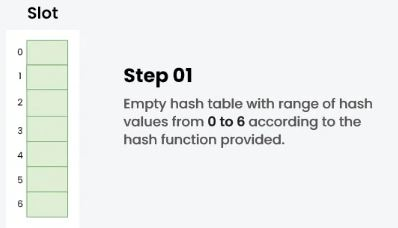 Slot
0
1
2
3
4
5
6
Step 01
Empty hash table with range of hash
values from 0 to 6 according to the
hash function provided.